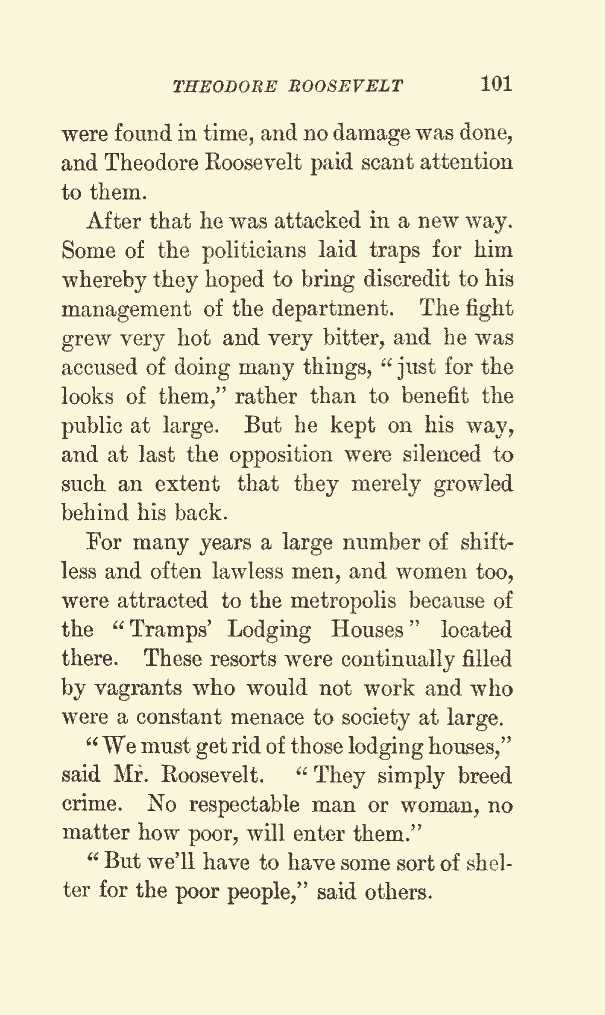 THEODORE ROOSEVELT 101
were found in time, and no damage was done,
and Theodore Roosevelt paid scant attention
to them.
After that he was attacked in a new way.
Some of the politicians laid traps for him
whereby they hoped to bring discredit to his
management of the department. The fight
grew very hot and very bitter, and he was
accused of doing many things, “just for the
looks of them,” rather than to benefit the
public at large. But he kept on his way,
and at last the opposition were silenced to
such an extent that they merely growled
behind his back.
For many years a large number of shift-
less and often lawless men, and women too,
were attracted to the metropolis because of
the “Tramps’ Lodging Houses” located
there. These resorts were continually filled
by vagrants who would not work and who
were a constant menace to society at large.
“We must get rid of those lodging houses,”
said Mr. Roosevelt. “They simply breed
crime. No respectable man or woman, no
matter how poor, will enter them.”
“But we’ll have to have some sort of shel-
ter for the poor people,” said others.